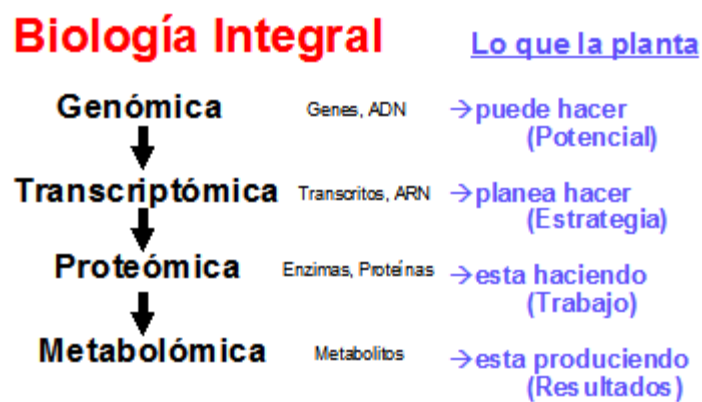 Biología Integral
Lo que la planta
Genómica Genes, ADN →puede hacer
(Potencial)
Transcriptómica Transcritos, ARN →planea hacer
(Estrategia)
Proteómica Enzimas, Proteínas →esta haciendo
(Trabajo)
Metabolómica Metabolitos →esta produciendo
(Resultados)